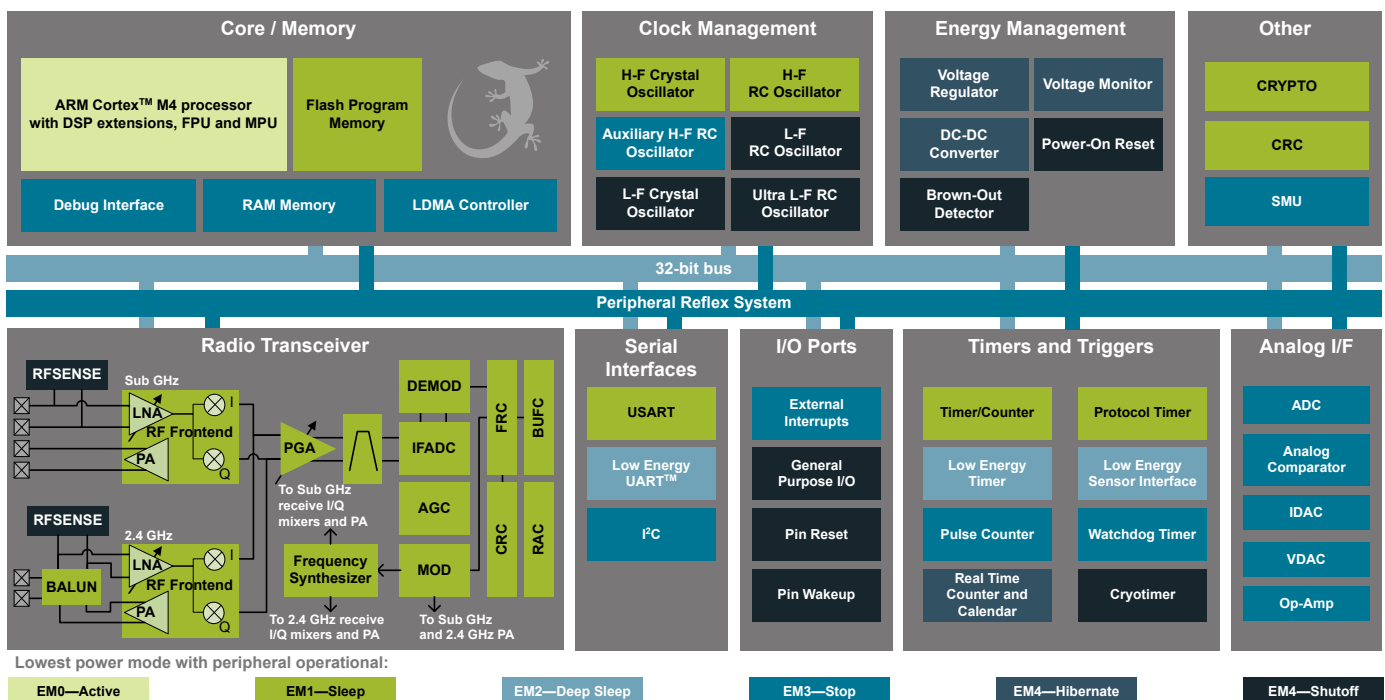 Core / Memory
ARM Cortex™ M4 processor
with DSP extensions, FPU and MPU
Flash Program
Memory
Debug Interface
RAM Memory
LDMA Controller
Clock Management
H-F Crystal
Oscillator
H-F
RC Oscillator
Auxiliary H-F RC
Oscillator
L-F
RC Oscillator
L-F Crystal
Oscillator
Ultra L-F RC
Oscillator
Energy Management
Voltage
Regulator
Voltage Monitor
DC-DC
Converter
Power-On Reset
Brown-Out
Detector
Other
CRYPTO
CRC
SMU
32-bit bus
Peripheral Reflex System
Radio Transceiver
RFSENSE
Sub GHz
LNA
RF Frontend
PA
I
Q
PGA
To Sub GHz
receive I/Q
mixers and PA
DEMOD
IFADC
AGC
MOD
FRC
BUFC
CRC
RAC
RFSENSE
2.4 GHz
BALUN
LNA
RF Frontend
PA
I
Q
Frequency
Synthesizer
To 2.4 GHz receive
I/Q mixers and PA
To Sub GHz
and 2.4 GHz PA
Serial
Interfaces
USART
Low Energy
UART™
I²C
I/O Ports
External
Interrupts
General
Purpose I/O
Pin Reset
Pin Wakeup
Timers and Triggers
Timer/Counter
Protocol Timer
Low Energy
Timer
Low Energy
Sensor Interface
Pulse Counter
Watchdog Timer
Real Time
Counter and
Calendar
Cryotimer
Analog I/F
ADC
Analog
Comparator
IDAC
VDAC
Op-Amp
Lowest power mode with peripheral operational:
EM0—Active
EM1—Sleep
EM2—Deep Sleep
EM3—Stop
EM4—Hibernate
EM4—Shutoff